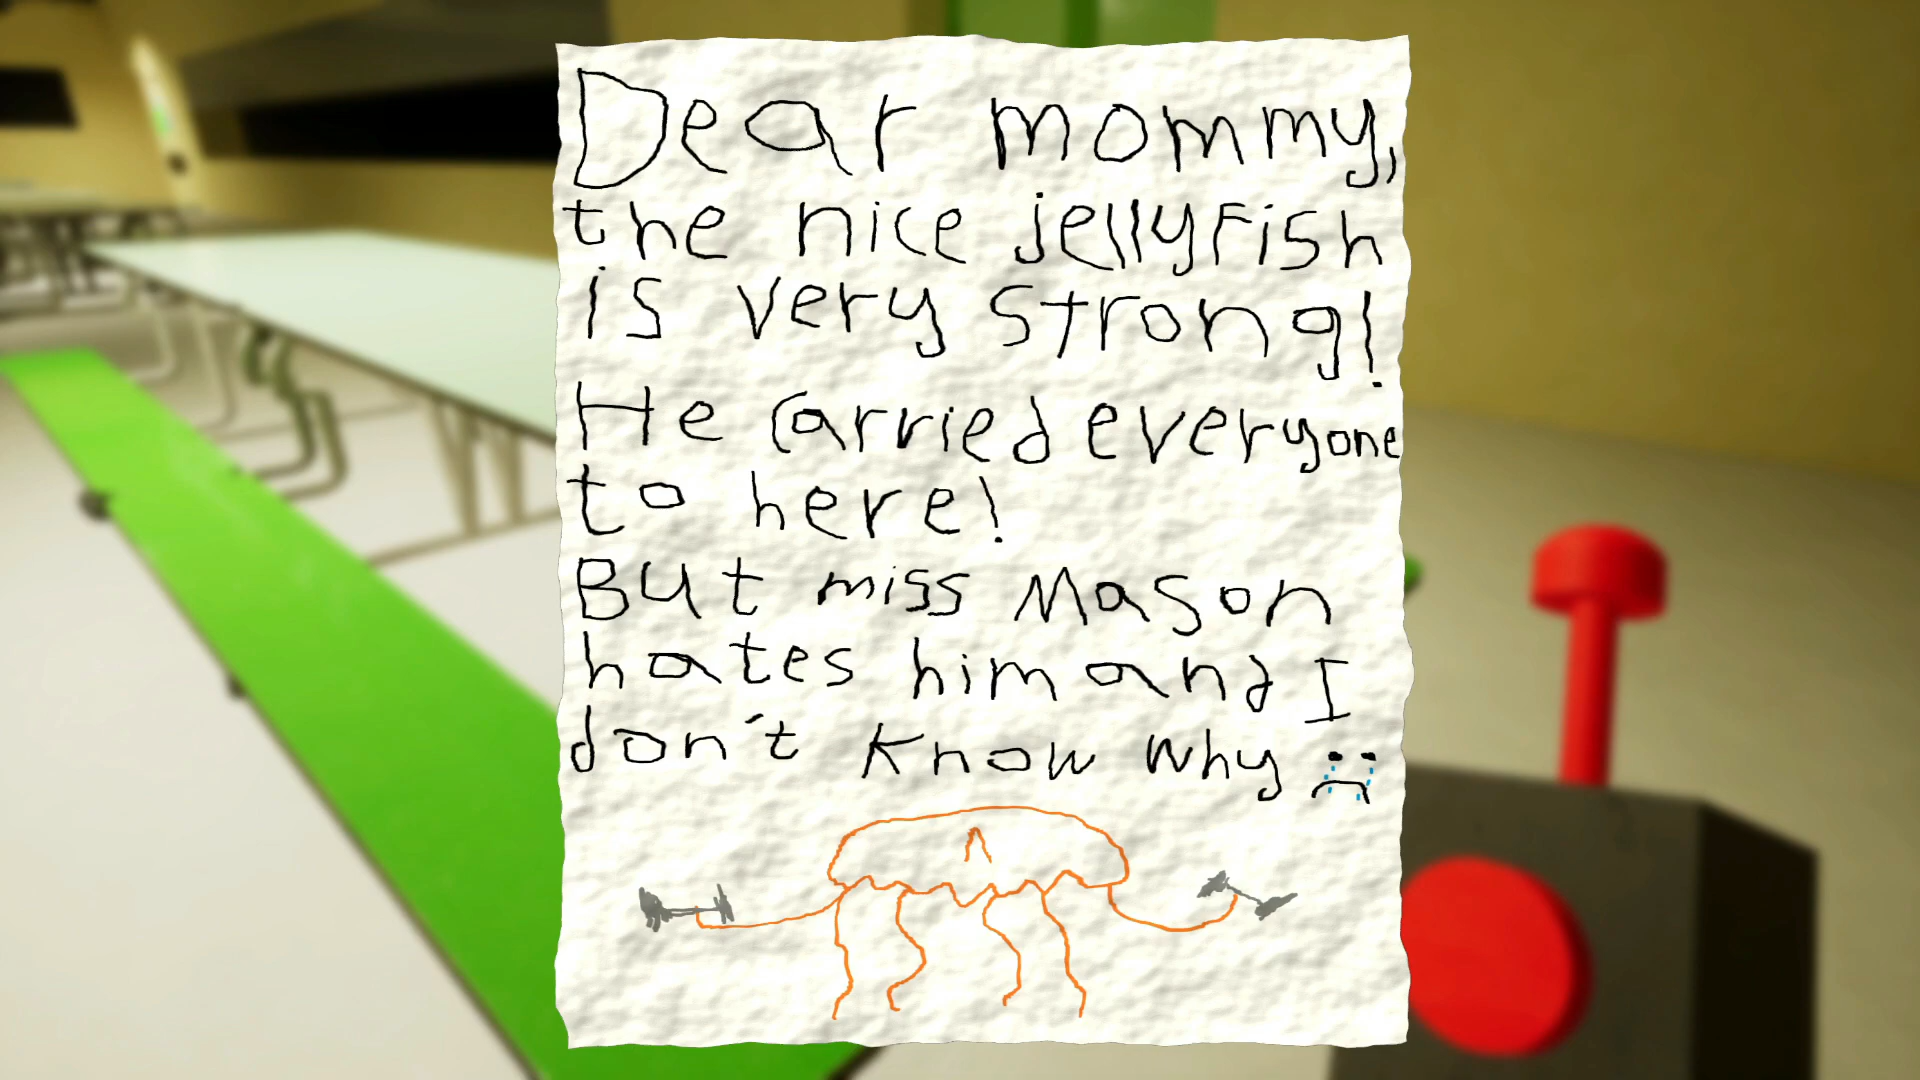 Dear mommy,
the nice jellyfish
is very strong!
He carried everyone
to here!
But miss Mason
hates him and I
don't know why